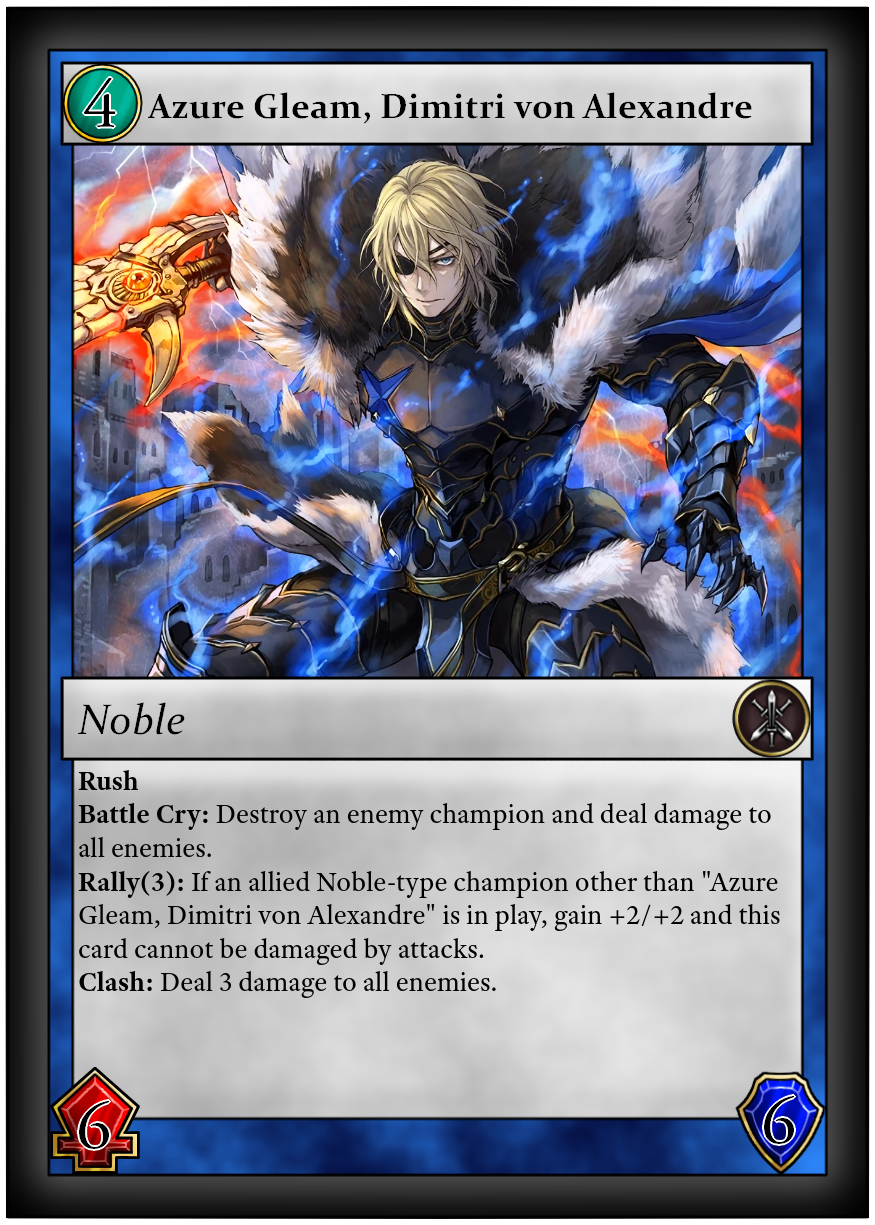 4
Azure Gleam, Dimitri von Alexandre
Noble
Rush
Battle Cry: Destroy an enemy champion and deal damage to
all enemies.
Rally(3): If an allied Noble-type champion other than "Azure
Gleam, Dimitri von Alexandre" is in play, gain +2/+2 and this
card cannot be damaged by attacks.
Clash: Deal 3 damage to all enemies.
6
6